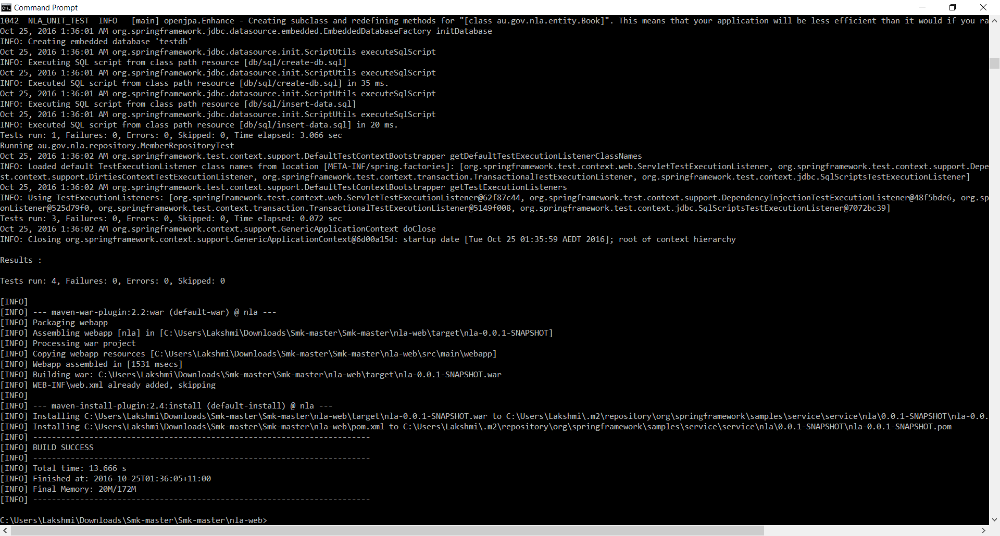 Command Prompt
1042  NLA_UNIT_TEST  INFO   [main] openjpa.Enhance - Creating subclass and redefining methods for "[class au.gov.nla.entity.Book]". This means that your application will be less efficient than it would if you ra
Oct 25, 2016 1:36:01 AM org.springframework.jdbc.datasource.embedded.EmbeddedDatabaseFactory initDatabase
INFO: Creating embedded database 'testdb'
Oct 25, 2016 1:36:01 AM org.springframework.jdbc.datasource.init.ScriptUtils executeSqlScript
INFO: Executing SQL script from class path resource [db/sql/create-db.sql]
Oct 25, 2016 1:36:01 AM org.springframework.jdbc.datasource.init.ScriptUtils executeSqlScript
INFO: Executed SQL script from class path resource [db/sql/create-db.sql] in 35 ms.
Oct 25, 2016 1:36:01 AM org.springframework.jdbc.datasource.init.ScriptUtils executeSqlScript
INFO: Executing SQL script from class path resource [db/sql/insert-data.sql]
Oct 25, 2016 1:36:01 AM org.springframework.jdbc.datasource.init.ScriptUtils executeSqlScript
INFO: Executed SQL script from class path resource [db/sql/insert-data.sql] in 20 ms.
Tests run: 1, Failures: 0, Errors: 0, Skipped: 0, Time elapsed: 3.066 sec
Running au.gov.nla.repository.MemberRepositoryTest
Oct 25, 2016 1:36:02 AM org.springframework.test.context.support.DefaultTestContextBootstrapper getDefaultTestExecutionListenerClassNames
INFO: Loaded default TestExecutionListener class names from location [META-INF/spring.factories]: [org.springframework.test.context.web.ServletTestExecutionListener, org.springframework.test.context.support.Depe
st.context.support.DirtiesContextTestExecutionListener, org.springframework.test.context.transaction.TransactionalTestExecutionListener, org.springframework.test.context.jdbc.SqlScriptsTestExecutionListener]
Oct 25, 2016 1:36:02 AM org.springframework.test.context.support.DefaultTestContextBootstrapper getTestExecutionListeners
INFO: Using TestExecutionListeners: [org.springframework.test.context.web.ServletTestExecutionListener@62f87c44, org.springframework.test.context.support.DependencyInjectionTestExecutionListener@48f5bde6, org.sp
onListener@525d79f0, org.springframework.test.context.transaction.TransactionalTestExecutionListener@5149f008, org.springframework.test.context.jdbc.SqlScriptsTestExecutionListener@7072bc39]
Tests run: 3, Failures: 0, Errors: 0, Skipped: 0, Time elapsed: 0.072 sec
Oct 25, 2016 1:36:02 AM org.springframework.context.support.GenericApplicationContext doClose
INFO: Closing org.springframework.context.support.GenericApplicationContext@6d00a15d: startup date [Tue Oct 25 01:35:59 AEDT 2016]; root of context hierarchy
Results :
Tests run: 4, Failures: 0, Errors: 0, Skipped: 0
[INFO]
[INFO] --- maven-war-plugin:2.2:war (default-war) @ nla ---
[INFO] Packaging webapp
[INFO] Assembling webapp [nla] in [C:\Users\Lakshmi\Downloads\Smk-master\Smk-master\nla-web\target\nla-0.0.1-SNAPSHOT]
[INFO] Processing war project
[INFO] Copying webapp resources [C:\Users\Lakshmi\Downloads\Smk-master\Smk-master\nla-web\src\main\webapp]
[INFO] Webapp assembled in [1531 msecs]
[INFO] Building war: C:\Users\Lakshmi\Downloads\Smk-master\Smk-master\nla-web\target\nla-0.0.1-SNAPSHOT.war
[INFO] WEB-INF\web.xml already added, skipping
[INFO]
[INFO] --- maven-install-plugin:2.4:install (default-install) @ nla ---
[INFO] Installing C:\Users\Lakshmi\Downloads\Smk-master\Smk-master\nla-web\target\nla-0.0.1-SNAPSHOT.war to C:\Users\Lakshmi\.m2\repository\org\springframework\samples\service\service\nla\0.0.1-SNAPSHOT\nla-0.0.
[INFO] Installing C:\Users\Lakshmi\Downloads\Smk-master\Smk-master\nla-web\pom.xml to C:\Users\Lakshmi\.m2\repository\org\springframework\samples\service\service\nla\0.0.1-SNAPSHOT\nla-0.0.1-SNAPSHOT.pom
[INFO] ------------------------------------------------------------------------
[INFO] BUILD SUCCESS
[INFO] ------------------------------------------------------------------------
[INFO] Total time: 13.666 s
[INFO] Finished at: 2016-10-25T01:36:05+11:00
[INFO] Final Memory: 20M/172M
[INFO] ------------------------------------------------------------------------
C:\Users\Lakshmi\Downloads\Smk-master\Smk-master\nla-web>